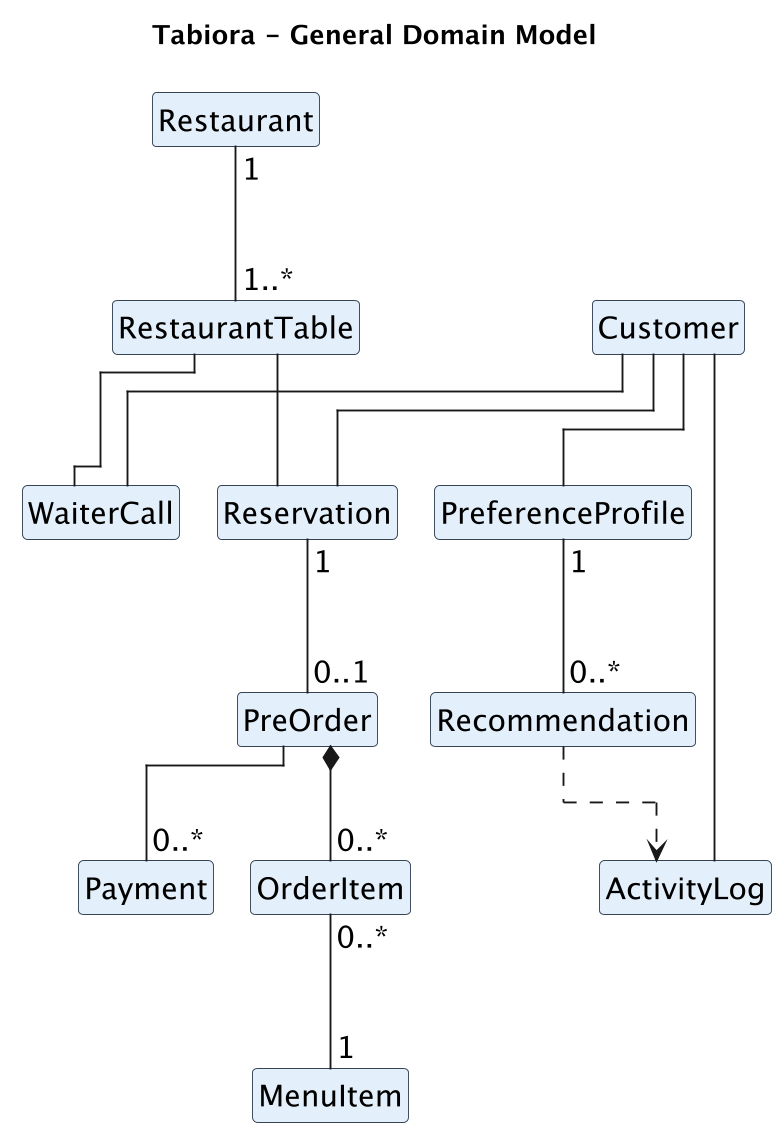 Tabiora – General Domain Model
Restaurant
1
1..*
RestaurantTable
Customer
WaiterCall
Reservation
PreferenceProfile
1
1
0..1
0..*
PreOrder
Recommendation
0..*
0..*
Payment
OrderItem
ActivityLog
0..*
1
MenuItem